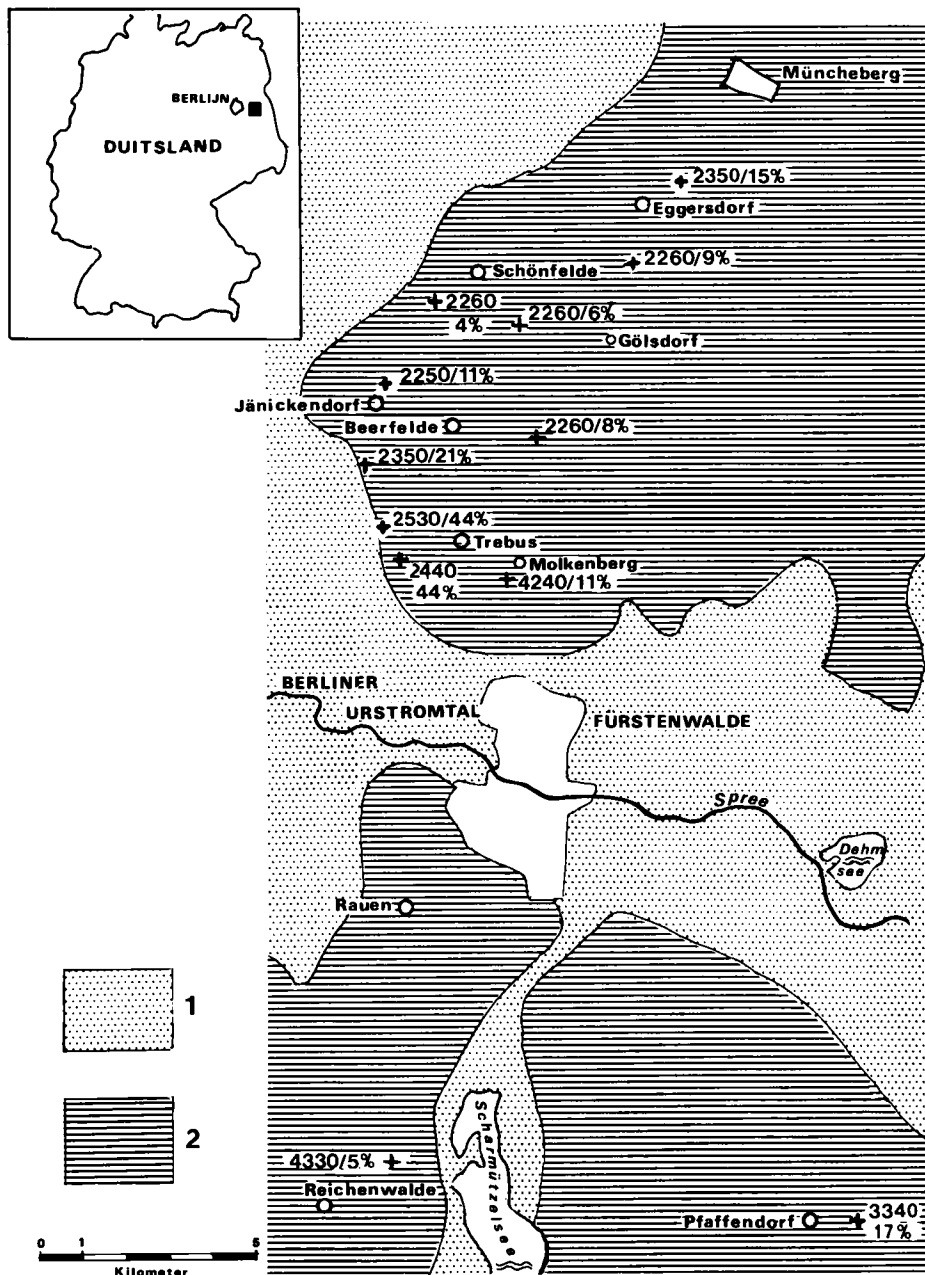 BERLIJN
DUITSLAND
Müncheberg
2350/15%
Eggersdorf
2260/9%
Schönfelde
2260
4%
2260/6%
Gölsdorf
2250/11%
Jänickendorf
Beerfelde
2260/8%
2350/21%
2530/44%
Trebus
2440
44%
Molkenberg
4240/11%
BERLINER
URSTROMTAL
FÜRSTENWALDE
Spree
Dehm
see
Rauen
1
2
Scharmützelsee
4330/5%
Reichenwalde
Pfaffendorf
3340
17%
0 1 5
Kilometer